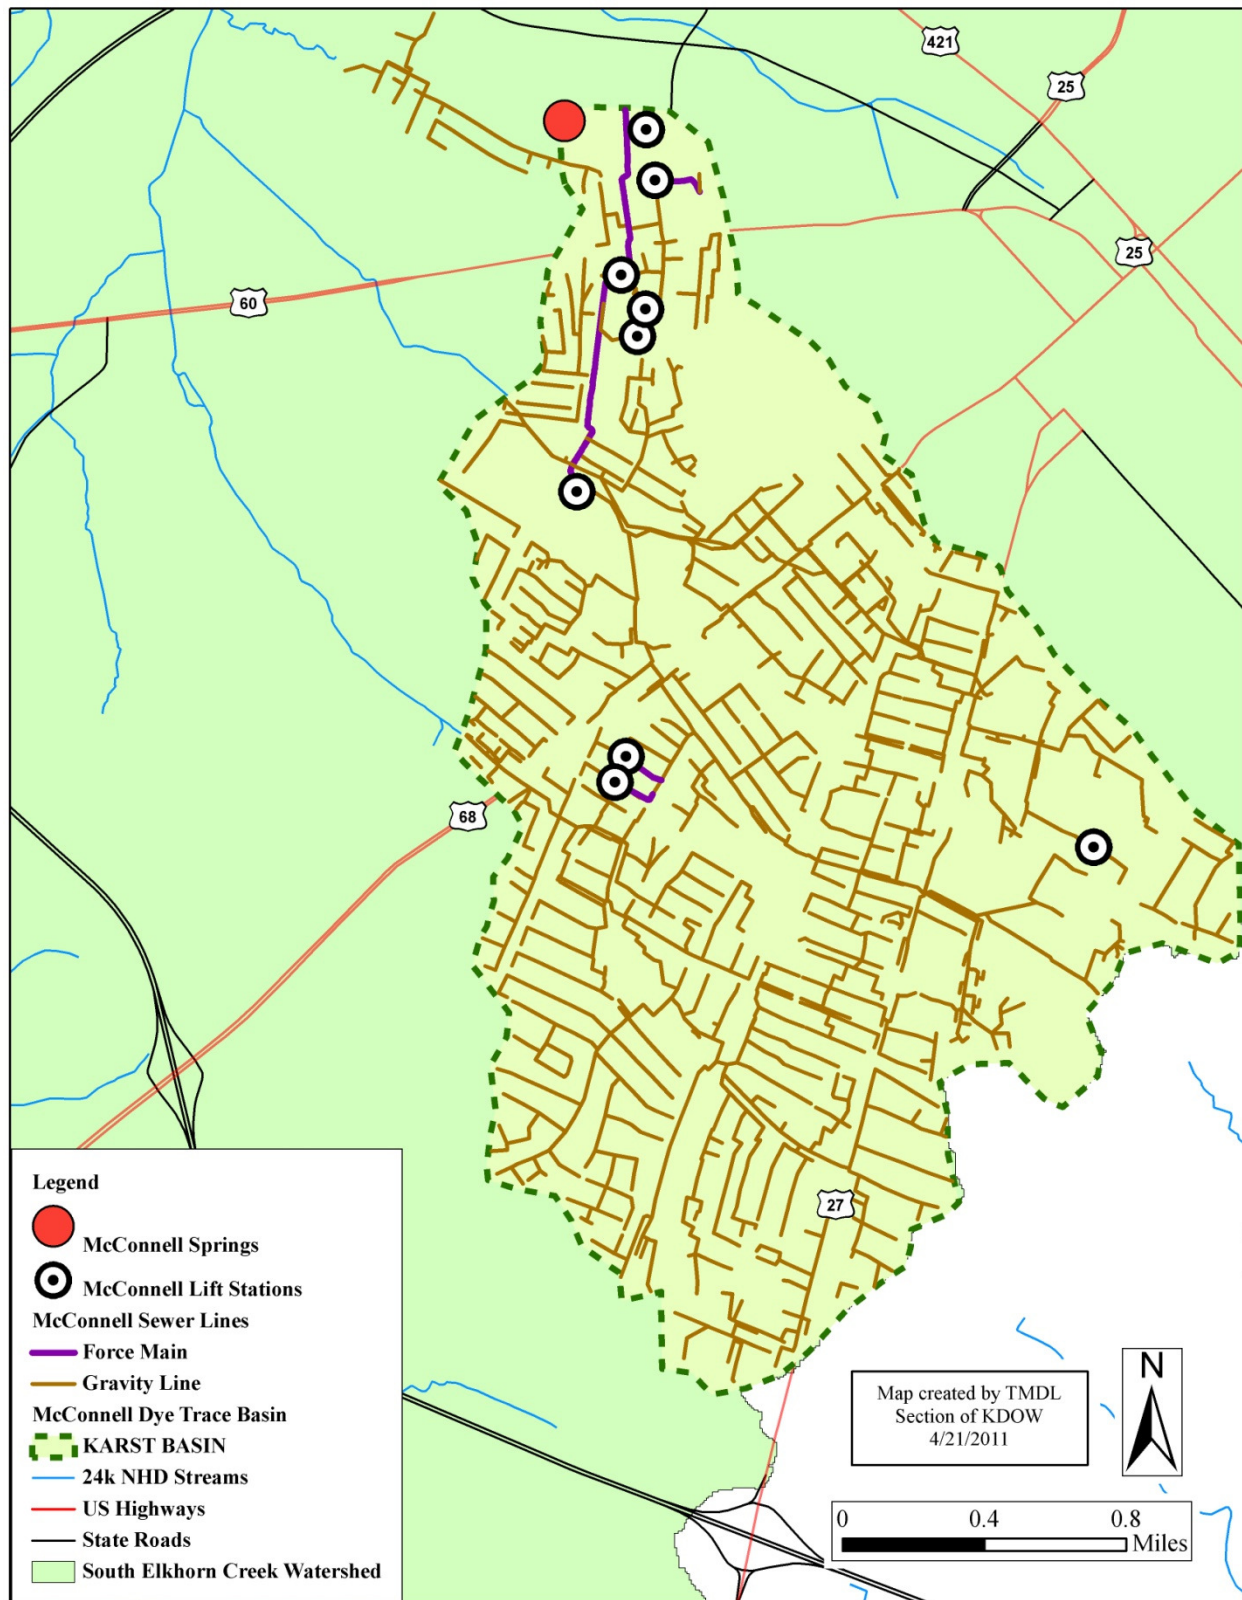 421
25
25
60
68
27
Legend
McConnell Springs
McConnell Lift Stations
McConnell Sewer Lines
Force Main
Gravity Line
McConnell Dye Trace Basin
KARST BASIN
24k NHD Streams
US Highways
State Roads
South Elkhorn Creek Watershed
Map created by TMDL
Section of KDOW
4/21/2011
N
0 0.4 0.8
Miles